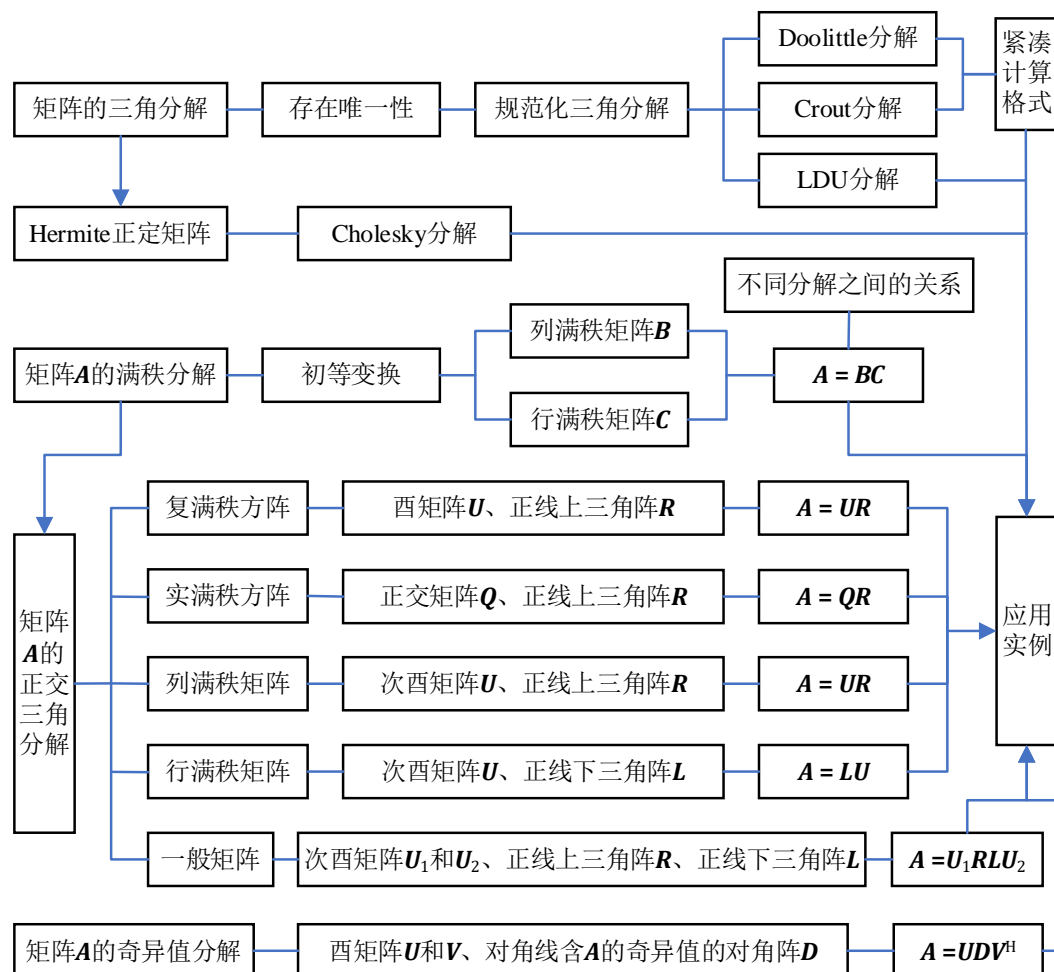 Doolittle分解
紧凑
计算
格式
矩阵的三角分解
存在唯一性
规范化三角分解
Crout分解
LDU分解
Hermite正定矩阵
Cholesky分解
不同分解之间的关系
列满秩矩阵B
矩阵A的满秩分解
初等变换
A = BC
行满秩矩阵C
复满秩方阵
酉矩阵U、正线上三角阵R
A = UR
实满秩方阵
正交矩阵Q、正线上三角阵R
A = QR
矩阵
A的
正交
三角
分解
应用
实例
列满秩矩阵
次酉矩阵U、正线上三角阵R
A = UR
行满秩矩阵
次酉矩阵U、正线下三角阵L
A = LU
一般矩阵
次酉矩阵U₁和U₂、正线上三角阵R、正线下三角阵L
A =U₁RLU₂
矩阵A的奇异值分解
酉矩阵U和V、对角线含A的奇异值的对角阵D
A =UDVᴴ